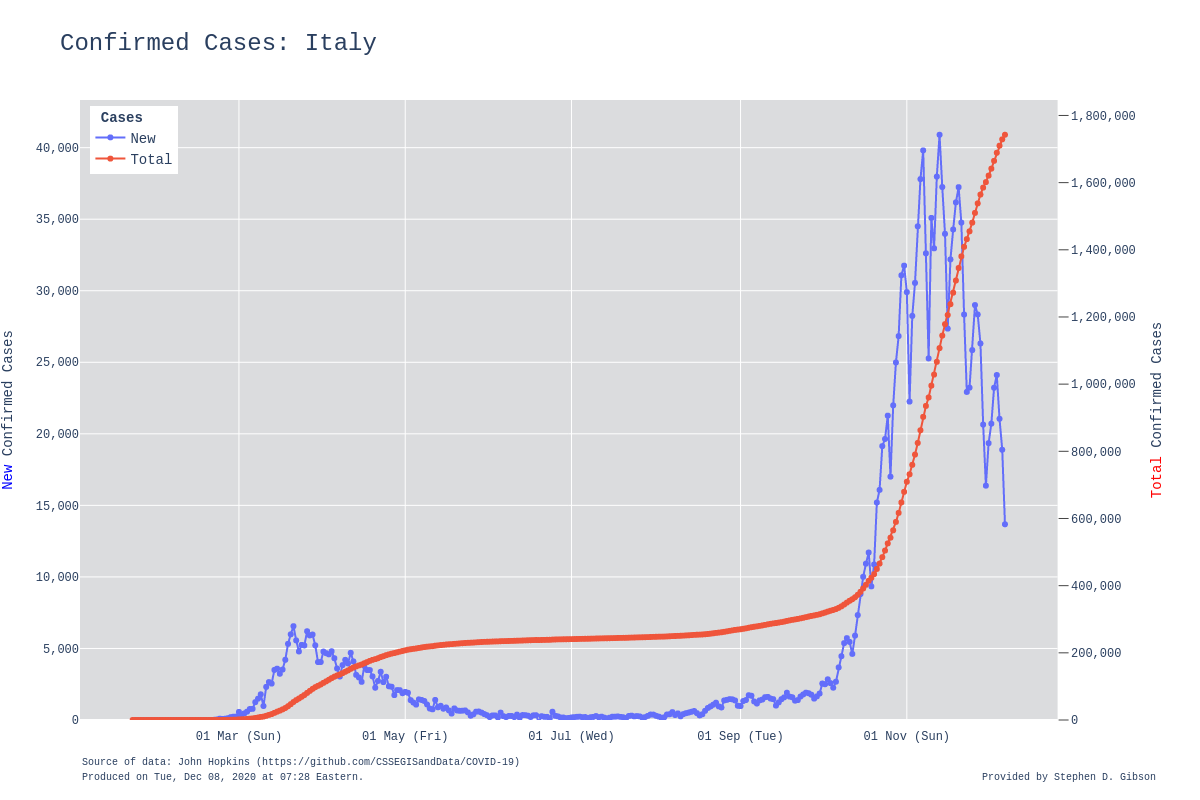 Confirmed Cases: Italy
Cases
New
Total
40,000
35,000
30,000
25,000
20,000
15,000
10,000
5,000
0
New Confirmed Cases
1,800,000
1,600,000
1,400,000
1,200,000
1,000,000
800,000
600,000
400,000
200,000
0
Total Confirmed Cases
01 Mar (Sun)
01 May (Fri)
01 Jul (Wed)
01 Sep (Tue)
01 Nov (Sun)
Source of data: John Hopkins (https://github.com/CSSEGISandData/COVID-19)
Produced on Tue, Dec 08, 2020 at 07:28 Eastern.
Provided by Stephen D. Gibson